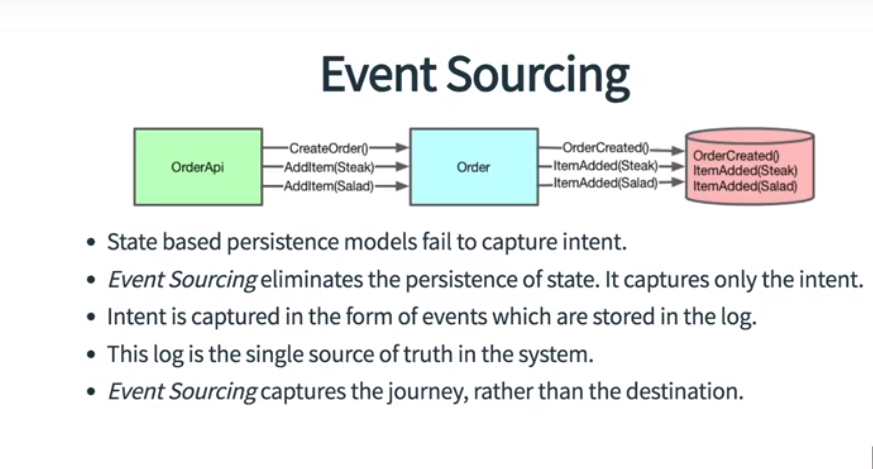 Event Sourcing
OrderApi
CreateOrder()
AddItem(Steak)
AddItem(Salad)
Order
OrderCreated()
ItemAdded(Steak)
ItemAdded(Salad)
OrderCreated()
ItemAdded(Steak)
ItemAdded(Salad)
• State based persistence models fail to capture intent.
• Event Sourcing eliminates the persistence of state. It captures only the intent.
• Intent is captured in the form of events which are stored in the log.
• This log is the single source of truth in the system.
• Event Sourcing captures the journey, rather than the destination.